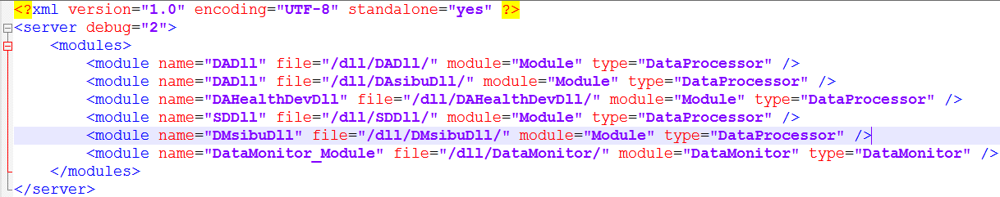 <?xml version="1.0" encoding="UTF-8" standalone="yes" ?>
<server debug="2">
<modules>
<module name="DADll" file="/dll/DADll/" module="Module" type="DataProcessor" />
<module name="DADll" file="/dll/DAsibuDll/" module="Module" type="DataProcessor" />
<module name="DAHealthDevDll" file="/dll/DAHealthDevDll/" module="Module" type="DataProcessor" />
<module name="SDDll" file="/dll/SDDll/" module="Module" type="DataProcessor" />
<module name="DMsibuDll" file="/dll/DMsibuDll/" module="Module" type="DataProcessor" />
<module name="DataMonitor_Module" file="/dll/DataMonitor/" module="DataMonitor" type="DataMonitor" />
</modules>
</server>